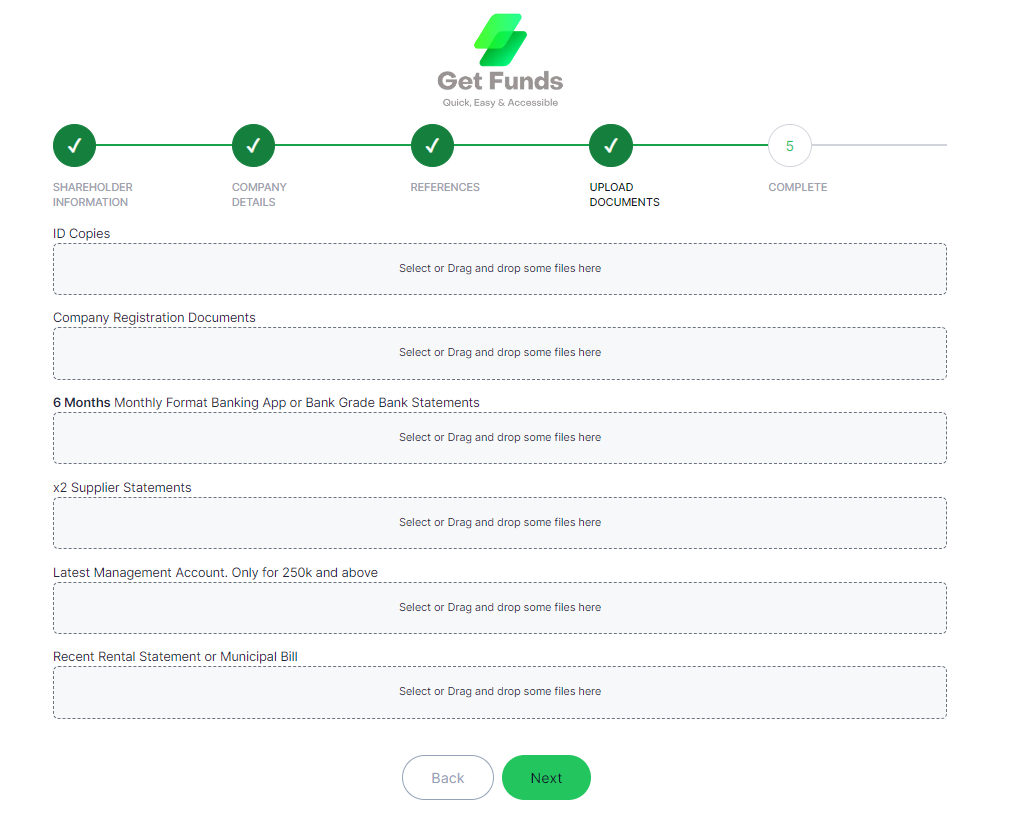 Get Funds
Quick, Easy & Accessible
5
SHAREHOLDER
INFORMATION
COMPANY
DETAILS
REFERENCES
UPLOAD
DOCUMENTS
COMPLETE
ID Copies
Select or Drag and drop some files here
Company Registration Documents
Select or Drag and drop some files here
6 Months Monthly Format Banking App or Bank Grade Bank Statements
Select or Drag and drop some files here
x2 Supplier Statements
Select or Drag and drop some files here
Latest Management Account. Only for 250k and above
Select or Drag and drop some files here
Recent Rental Statement or Municipal Bill
Select or Drag and drop some files here
Back
Next